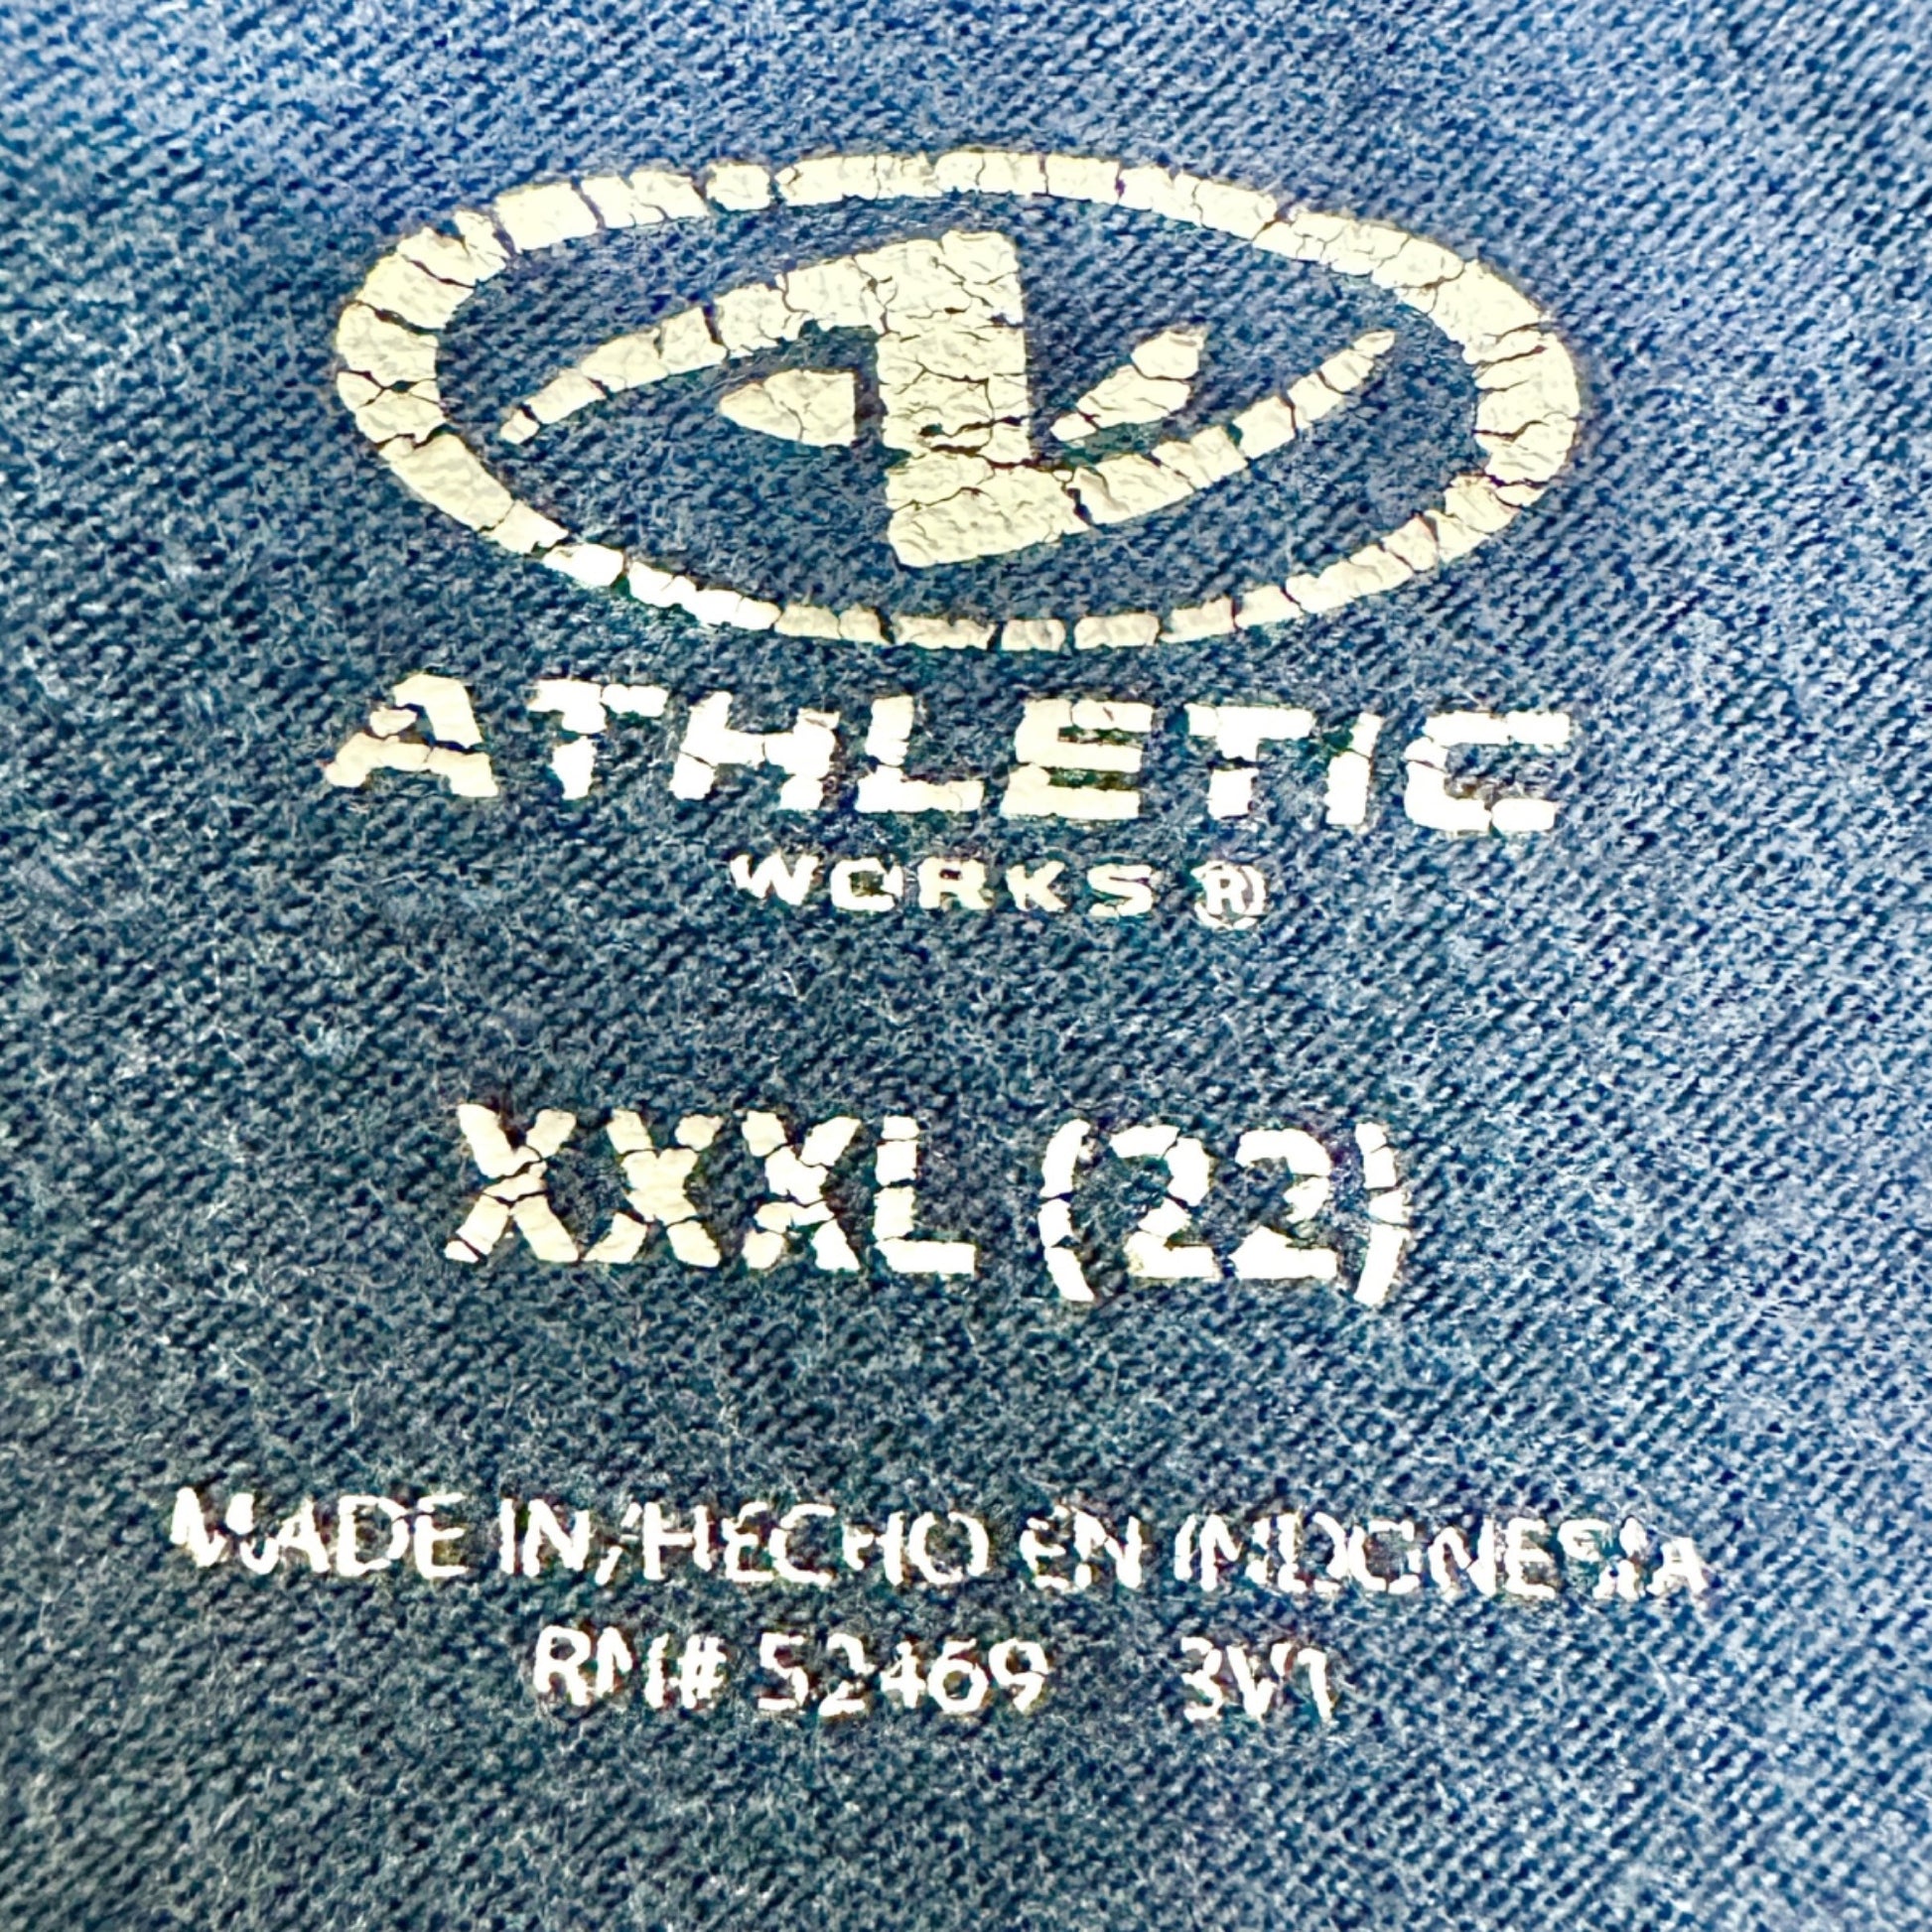 ATHLETIC
WORKS ®
XXXL (22)
MADE IN/HECHO EN INDONESIA
RN# 52469 3V1